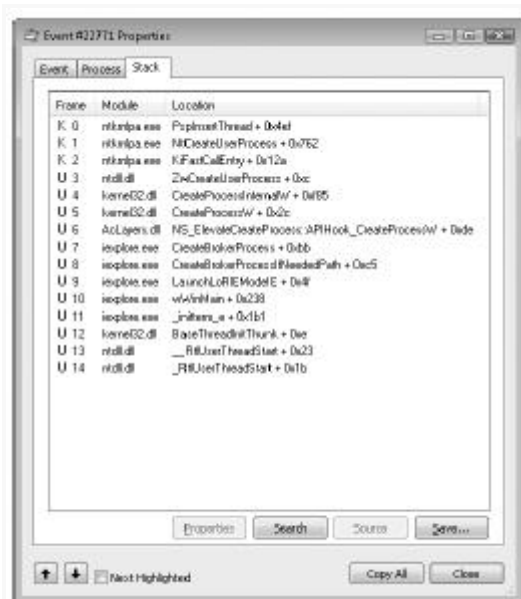 Event #22771 Properties
Event Process Stack
Frame Module Location
K 0 ntkrnlpa.exe PspInsertThread + 0x4ef
K 1 ntkrnlpa.exe NtCreateUserProcess + 0x762
K 2 ntkrnlpa.exe KiFastCallEntry + 0x12a
U 3 ntdll.dll ZwCreateUserProcess + 0xc
U 4 kernel32.dll CreateProcessInternalW + 0xf85
U 5 kernel32.dll CreateProcessW + 0x2c
U 6 AcLayers.dll NS_ElevateCreateProcess::APIHook_CreateProcessW + 0xde
U 7 iexplore.exe CreateBrokerProcess + 0xbb
U 8 iexplore.exe CreateBrokerProcessIfNeededPath + 0xc5
U 9 iexplore.exe LaunchLoRIEModeIE + 0x4f
U 10 iexplore.exe wWinMain + 0x238
U 11 iexplore.exe _initterm_e + 0x1b1
U 12 kernel32.dll BaseThreadInitThunk + 0xe
U 13 ntdll.dll __RtlUserThreadStart + 0x23
U 14 ntdll.dll _RtlUserThreadStart + 0x1b
Properties Search Source Save...
Next Highlighted Copy All Close